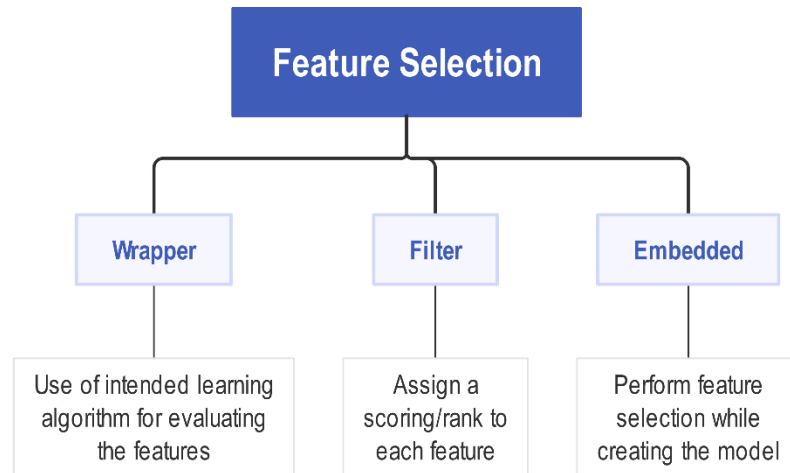 Feature Selection
Wrapper
Filter
Embedded
Use of intended learning
algorithm for evaluating
the features
Assign a
scoring/rank to
each feature
Perform feature
selection while
creating the model